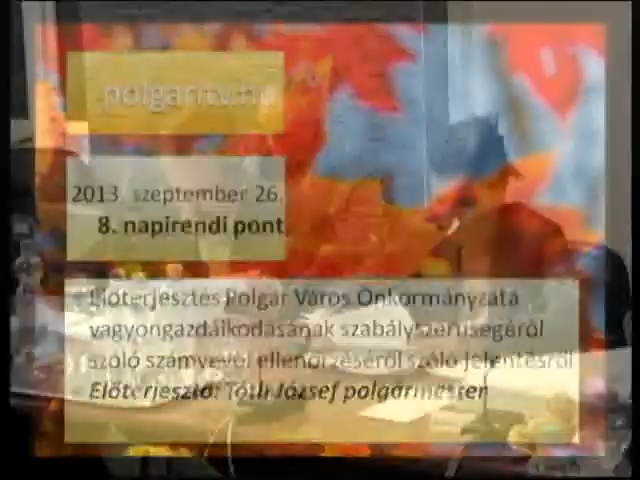 polgartv.hu
2013 szeptember 26.
8. napirendi pont
Előterjesztés Polgár Város Önkormányzata
vagyongazdálkodásának szabályszerűségéről
szóló számvevői ellenőrzéséről szóló jelentésről
Előterjesztő: Tóth József polgármester